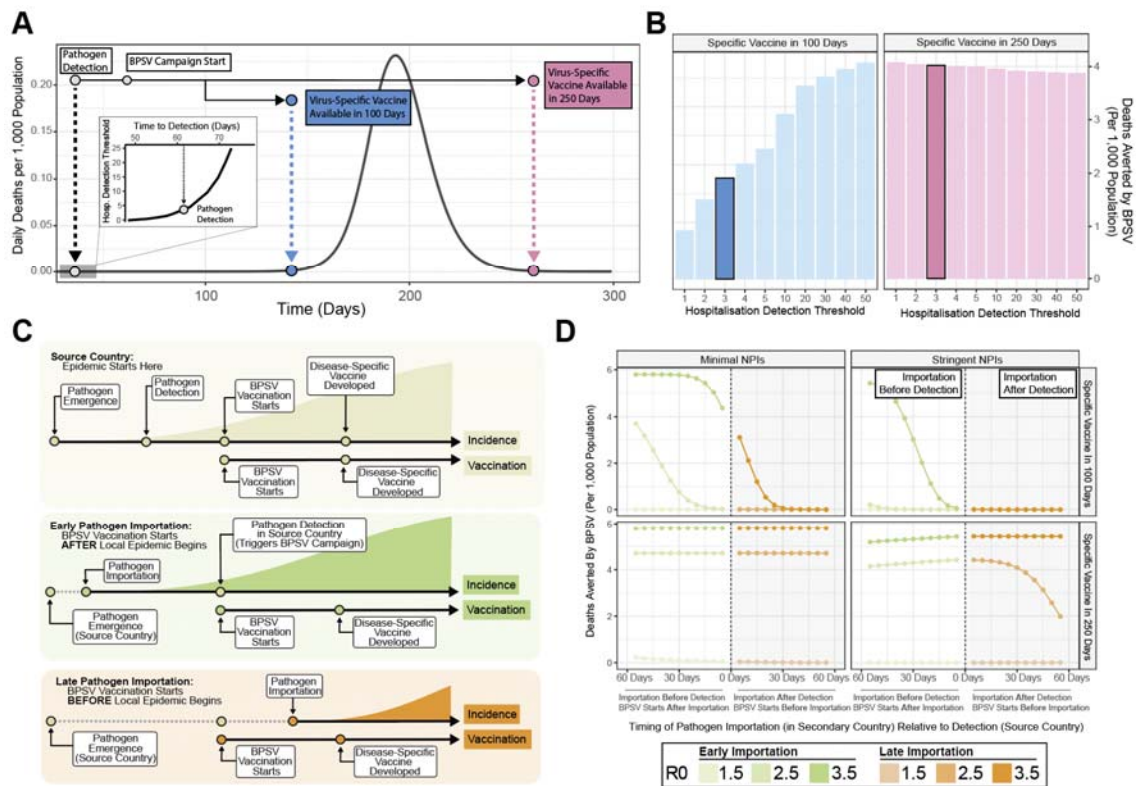 A
Pathogen
Detection
BPSV Campaign Start
Virus-Specific Vaccine
Available in 100 Days
Virus-Specific
Vaccine Available
in 250 Days
Daily Deaths per 1,000 Population
0.20
0.15
0.10
0.05
0.00
Time to Detection (Days)
50 60 70
Hosp. Detection Threshold
25
20
15
10
5
0
Pathogen
Detection
100 200 300
Time (Days)
B
Specific Vaccine in 100 Days
Specific Vaccine in 250 Days
Deaths Averted by BPSV
(Per 1,000 Population)
4
3
2
1
0
1 2 3 4 5 10 20 30 40 50
1 2 3 4 5 10 20 30 40 50
Hospitalisation Detection Threshold
Hospitalisation Detection Threshold
C
Source Country:
Epidemic Starts Here
Pathogen
Emergence
Pathogen
Detection
BPSV
Vaccination
Starts
Disease-Specific
Vaccine
Developed
Incidence
Vaccination
BPSV
Vaccination
Starts
Disease-Specific
Vaccine
Developed
Early Pathogen Importation:
BPSV Vaccination Starts
AFTER Local Epidemic Begins
Pathogen
Importation
Pathogen Detection
in Source Country
(Triggers BPSV Campaign)
Incidence
Vaccination
Pathogen
Emergence
(Source Country)
BPSV
Vaccination
Starts
Disease-Specific
Vaccine
Developed
Late Pathogen Importation:
BPSV Vaccination Starts
BEFORE Local Epidemic Begins
Pathogen
Importation
Incidence
Vaccination
Pathogen
Emergence
(Source Country)
BPSV
Vaccination
Starts
Disease-Specific
Vaccine
Developed
D
Minimal NPIs
Stringent NPIs
Importation
Before Detection
Importation
After Detection
Specific Vaccine In 100 Days
Specific Vaccine In 250 Days
Deaths Averted By BPSV (Per 1,000 Population)
6
4
2
0
6
4
2
0
60 Days 30 Days 0 Days 30 Days 60 Days
60 Days 30 Days 0 Days 30 Days 60 Days
Importation Before Detection
BPSV Starts After Importation
Importation After Detection
BPSV Starts Before Importation
Importation Before Detection
BPSV Starts After Importation
Importation After Detection
BPSV Starts Before Importation
Timing of Pathogen Importation (in Secondary Country) Relative to Detection (Source Country)
Early Importation
Late Importation
R0 1.5 2.5 3.5 1.5 2.5 3.5